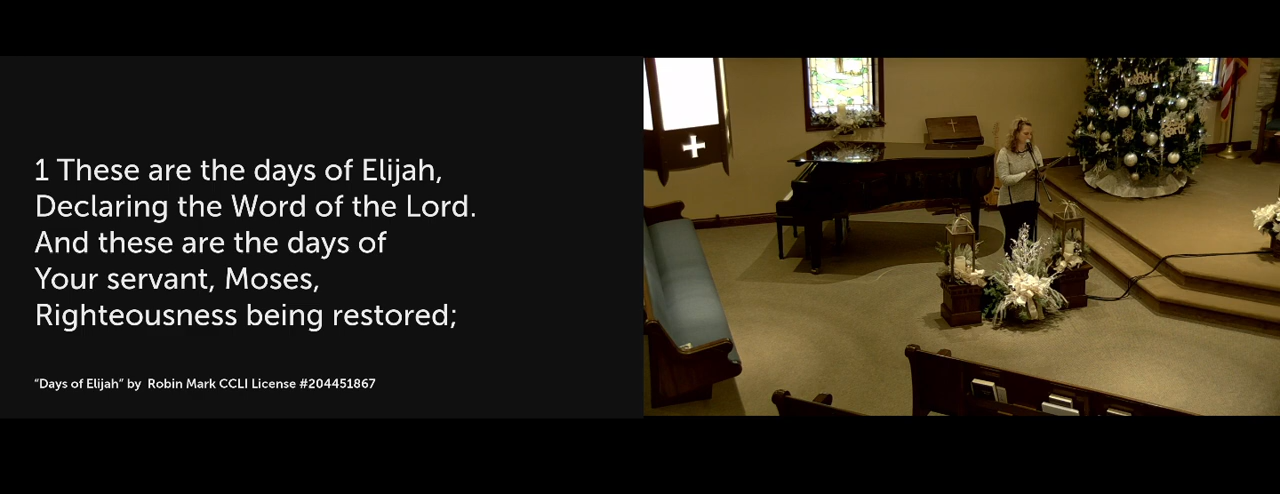 1 These are the days of Elijah,
Declaring the Word of the Lord.
And these are the days of
Your servant, Moses,
Righteousness being restored;
“Days of Elijah” by Robin Mark CCLI License #204451867